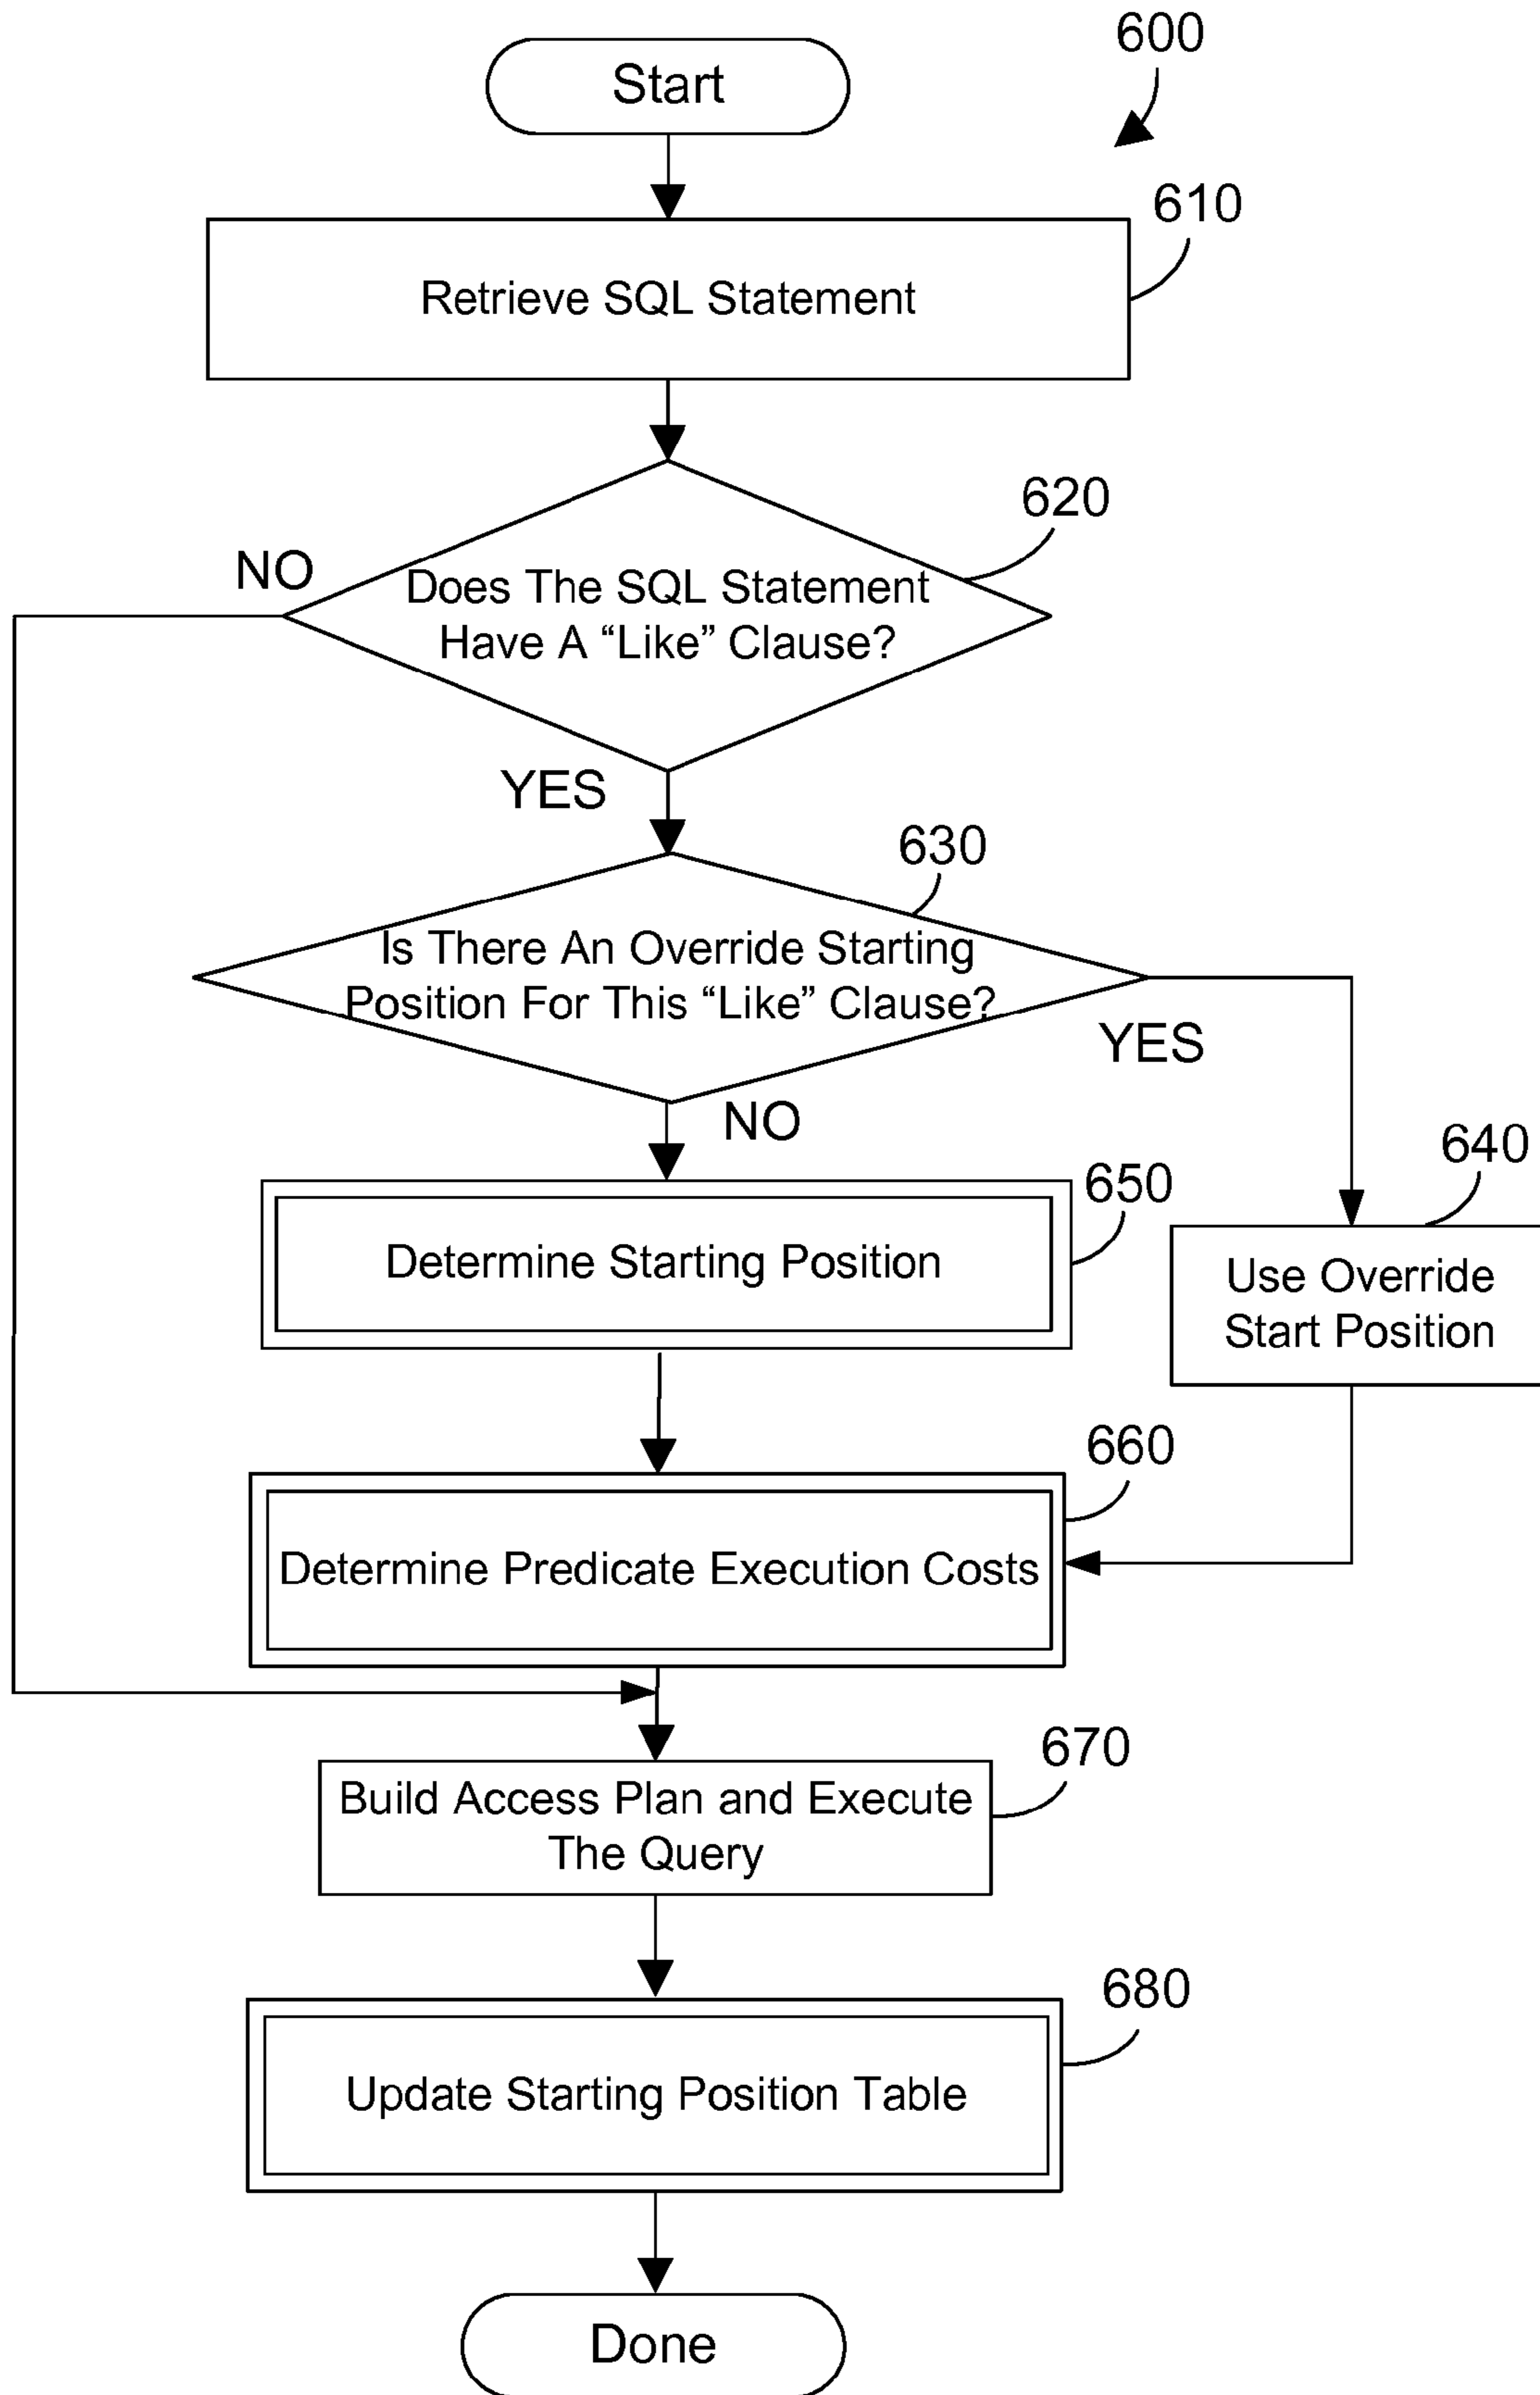 600
Start
610
Retrieve SQL Statement
620
NO
Does The SQL Statement
Have A “Like” Clause?
YES
630
Is There An Override Starting
Position For This “Like” Clause?
YES
NO
640
650
Determine Starting Position
Use Override
Start Position
660
Determine Predicate Execution Costs
670
Build Access Plan and Execute
The Query
680
Update Starting Position Table
Done